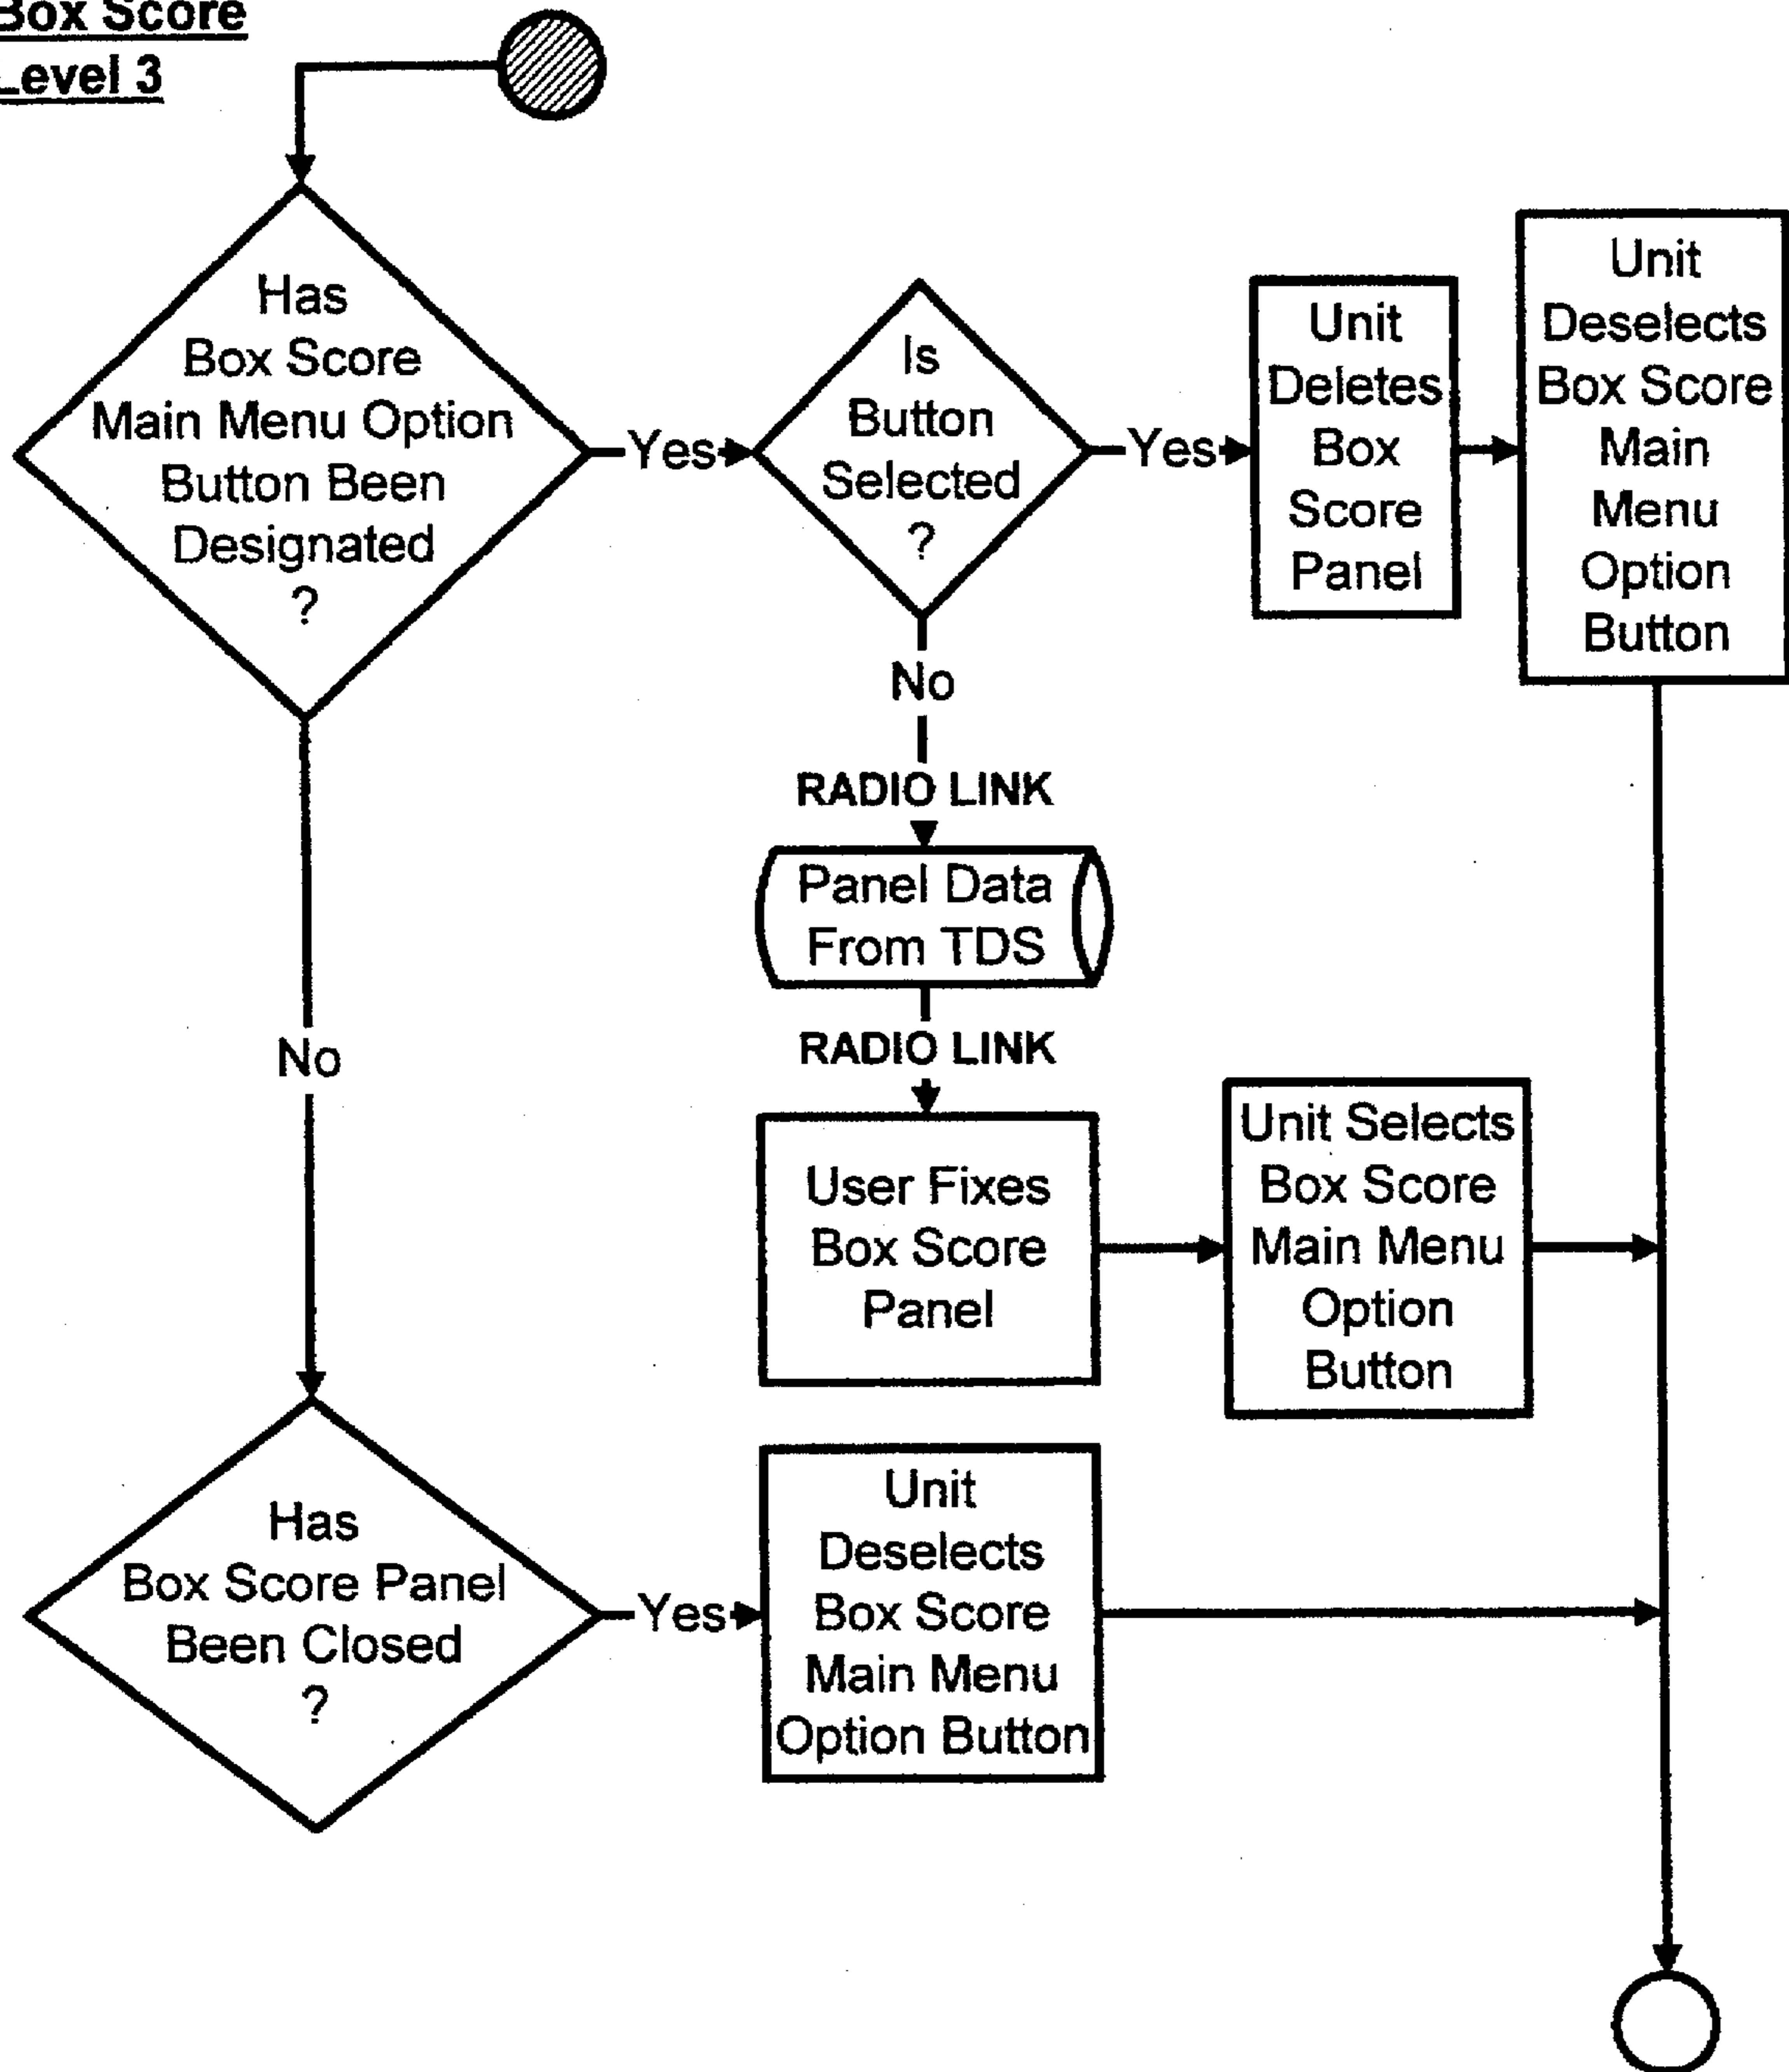 Box Score
Level 3
Has
Box Score
Main Menu Option
Button Been
Designated
?
Yes
Is
Button
Selected
?
Yes
Unit
Deletes
Box
Score
Panel
Unit
Deselects
Box Score
Main
Menu
Option
Button
No
RADIO LINK
Panel Data
From TDS
RADIO LINK
User Fixes
Box Score
Panel
Unit Selects
Box Score
Main Menu
Option
Button
No
Has
Box Score Panel
Been Closed
?
Yes
Unit
Deselects
Box Score
Main Menu
Option Button